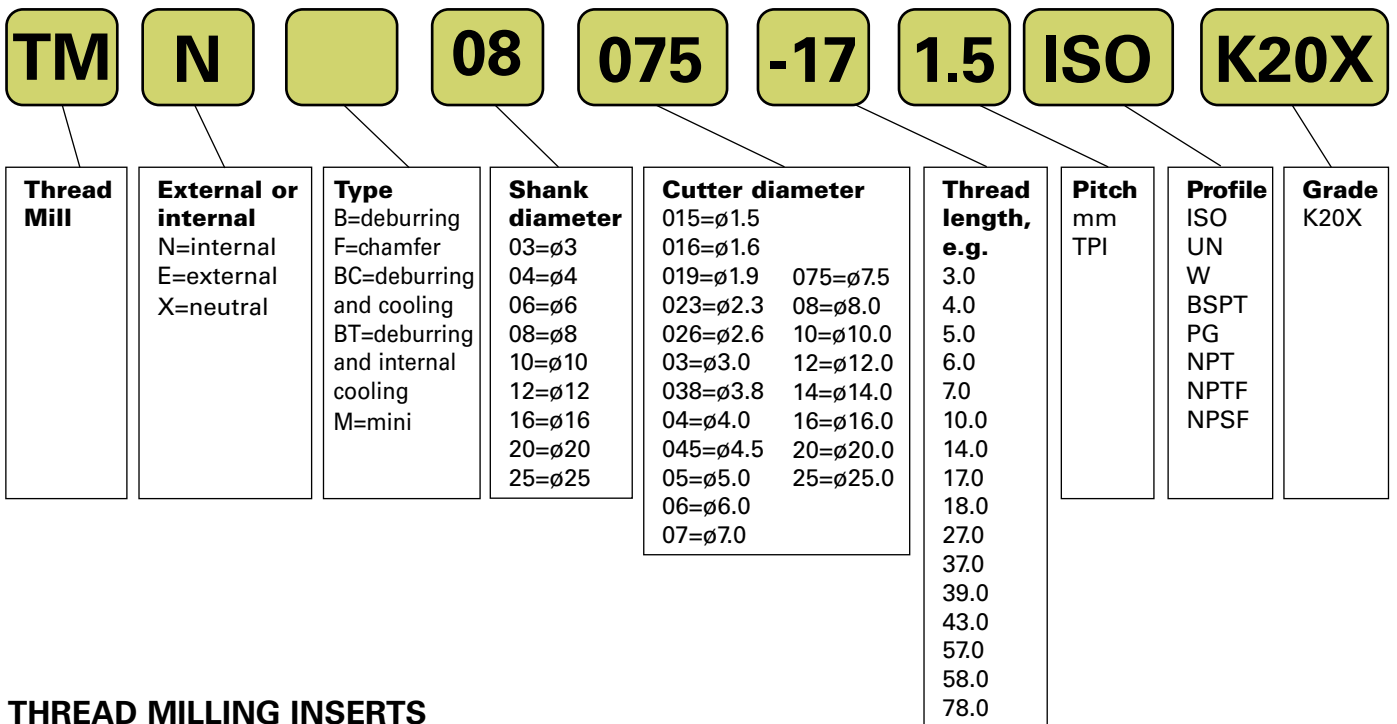 TM N 08 075 -17 1.5 ISO K20X
Thread
Mill
External or
internal
N=internal
E=external
X=neutral
Type
B=deburring
F=chamfer
BC=deburring
and cooling
BT=deburring
and internal
cooling
M=mini
Shank
diameter
03=ø3
04=ø4
06=ø6
08=ø8
10=ø10
12=ø12
16=ø16
20=ø20
25=ø25
Cutter diameter
015=ø1.5
016=ø1.6
019=ø1.9
023=ø2.3
026=ø2.6
03=ø3.0
038=ø3.8
04=ø4.0
045=ø4.5
05=ø5.0
06=ø6.0
07=ø7.0
075=ø7.5
08=ø8.0
10=ø10.0
12=ø12.0
14=ø14.0
16=ø16.0
20=ø20.0
25=ø25.0
Thread
length,
e.g.
3.0
4.0
5.0
6.0
7.0
10.0
14.0
17.0
18.0
27.0
37.0
39.0
43.0
57.0
58.0
78.0
Pitch
mm
TPI
Profile
ISO
UN
W
BSPT
PG
NPT
NPTF
NPSF
Grade
K20X
THREAD MILLING INSERTS